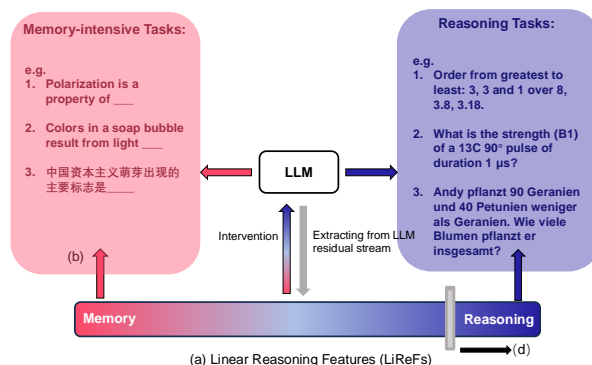 Memory-intensive Tasks:
e.g.
1. Polarization is a
property of ___
2. Colors in a soap bubble
result from light ___
3. 中国资本主义萌芽出现的
主要标志是____
(b)
LLM
Intervention
Extracting from LLM
residual stream
Reasoning Tasks:
e.g.
1. Order from greatest to
least: 3, 3 and 1 over 8,
3.8, 3.18.
2. What is the strength (B1)
of a 13C 90° pulse of
duration 1 μs?
3. Andy pflanzt 90 Geranien
und 40 Petunien weniger
als Geranien. Wie viele
Blumen pflanzt er
insgesamt?
Memory
Reasoning
(d)
(a) Linear Reasoning Features (LiReFs)